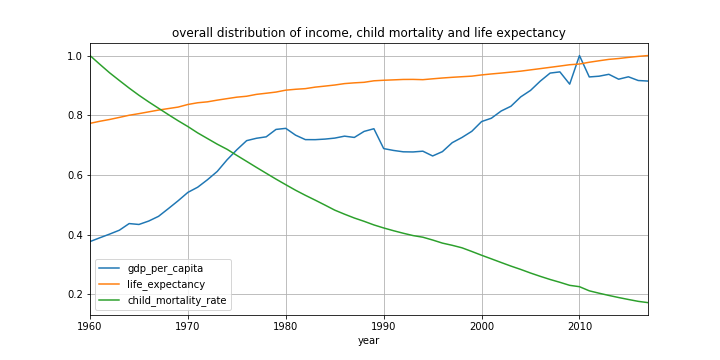 overall distribution of income, child mortality and life expectancy
1.0
0.8
0.6
0.4
0.2
gdp_per_capita
life_expectancy
child_mortality_rate
1960 1970 1980 1990 2000 2010
year